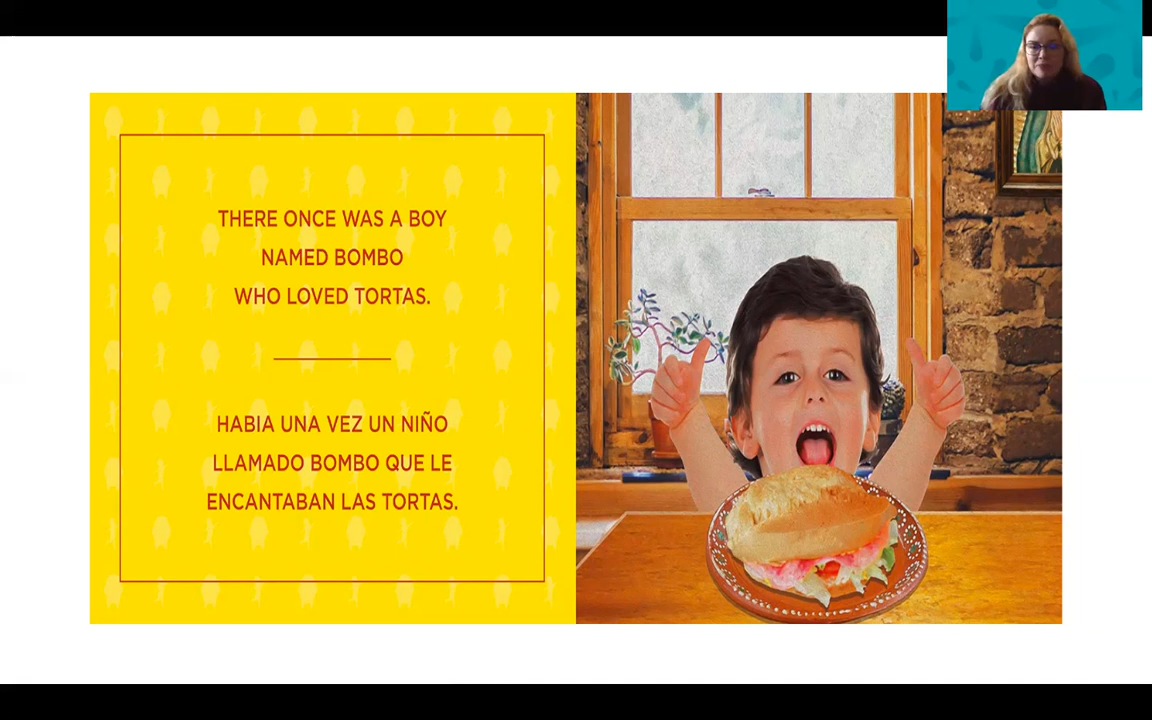 THERE ONCE WAS A BOY
NAMED BOMBO
WHO LOVED TORTAS.
HABIA UNA VEZ UN NIÑO
LLAMADO BOMBO QUE LE
ENCANTABAN LAS TORTAS.